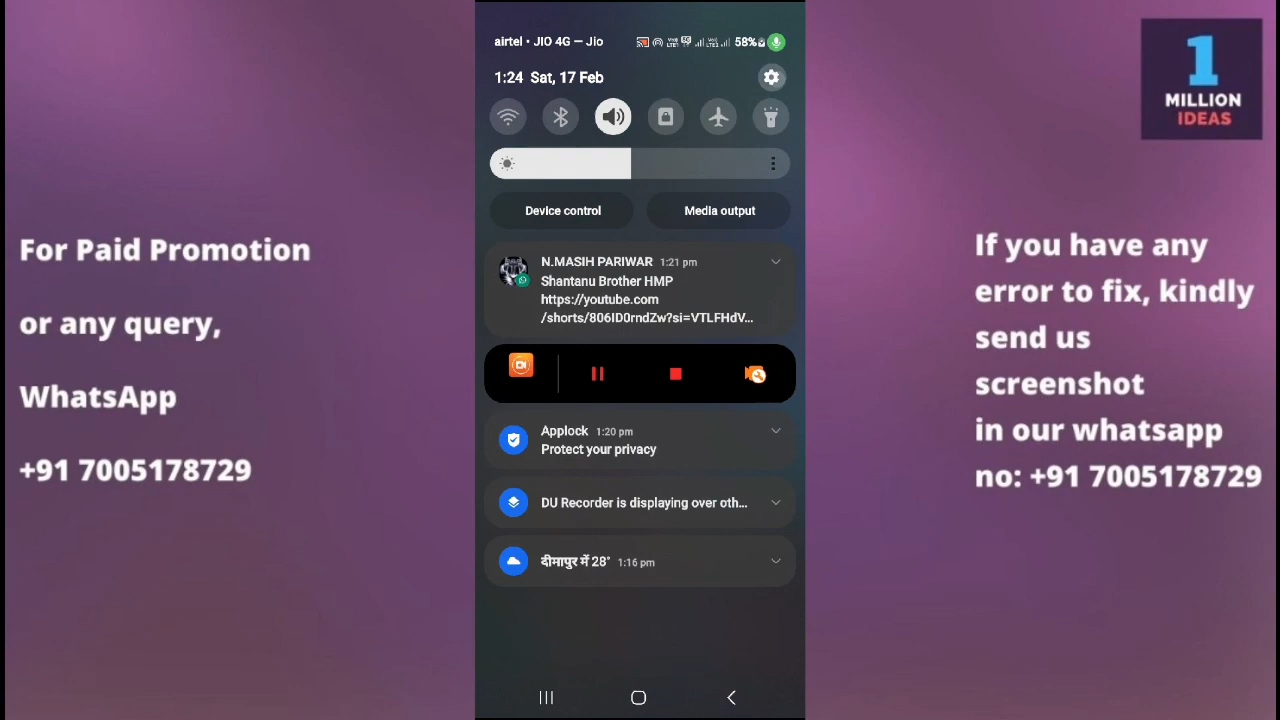 For Paid Promotion
or any query,
WhatsApp
+91 7005178729
airtel • JIO 4G — Jio
58%
1:24 Sat, 17 Feb
Device control
Media output
N.MASIH PARIWAR 1:21 pm
Shantanu Brother HMP
https://youtube.com
/shorts/806ID0rndZw?si=VTLFHdV...
Applock 1:20 pm
Protect your privacy
DU Recorder is displaying over oth...
दीमापुर में 28° 1:16 pm
1
MILLION
IDEAS
If you have any
error to fix, kindly
send us
screenshot
in our whatsapp
no: +91 7005178729